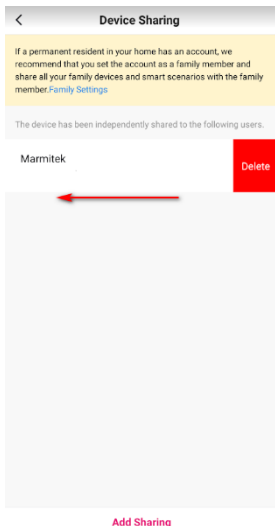 Device Sharing
If a permanent resident in your home has an account, we
recommend that you set the account as a family member and
share all your family devices and smart scenarios with the family
member.Family Settings
The device has been independently shared to the following users.
Marmitek
Delete
Add Sharing